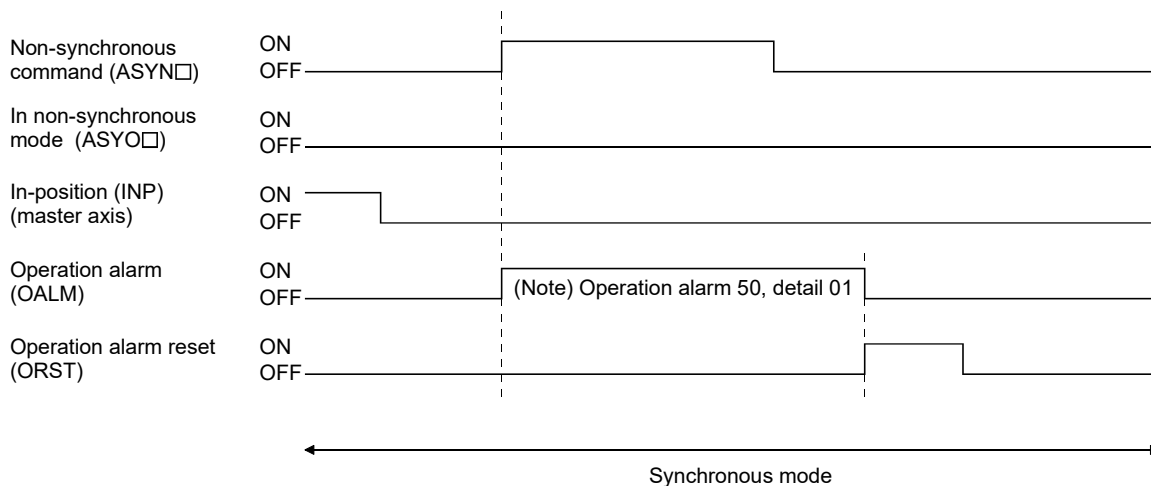 Non-synchronous
command (ASYN□)
ON
OFF
In non-synchronous
mode (ASYO□)
ON
OFF
In-position (INP)
(master axis)
ON
OFF
Operation alarm
(OALM)
ON
OFF
(Note) Operation alarm 50, detail 01
Operation alarm reset
(ORST)
ON
OFF
Synchronous mode